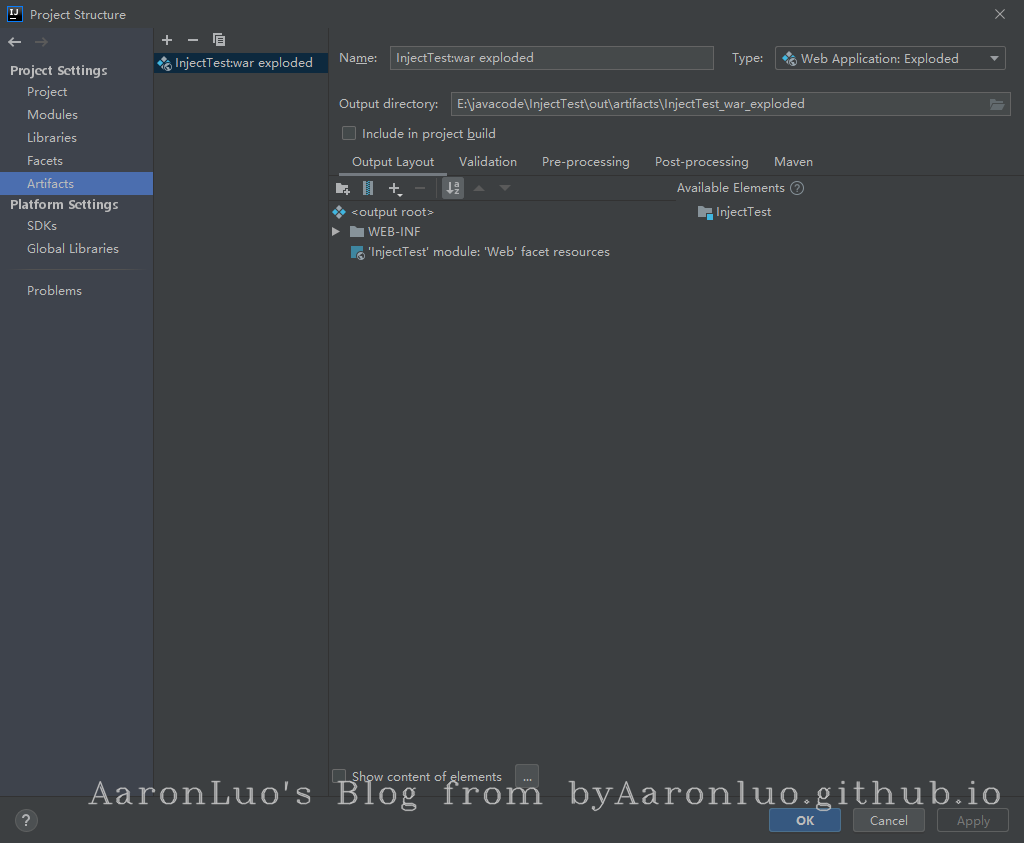 Project Structure
Project Settings
Project
Modules
Libraries
Facets
Artifacts
Platform Settings
SDKs
Global Libraries
Problems
InjectTest:war exploded
Name: InjectTest:war exploded Type: Web Application: Exploded
Output directory: E:\javacode\InjectTest\out\artifacts\InjectTest_war_exploded
Include in project build
Output Layout Validation Pre-processing Post-processing Maven
Available Elements ?
<output root>
WEB-INF
'InjectTest' module: 'Web' facet resources
InjectTest
Show content of elements ...
AaronLuo's Blog from byAaronluo.github.io
? OK Cancel Apply